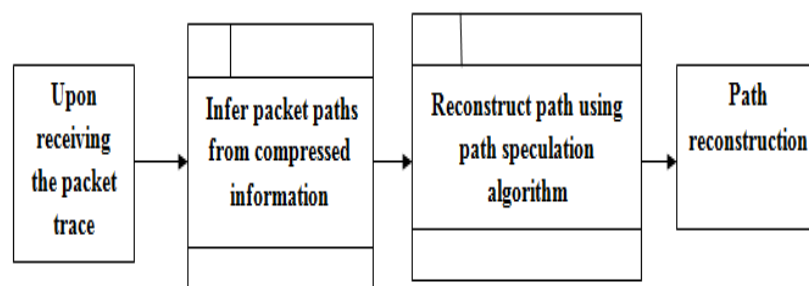 Upon
receiving
the packet
trace
Infer packet paths
from compressed
information
Reconstruct path using
path speculation
algorithm
Path
reconstruction